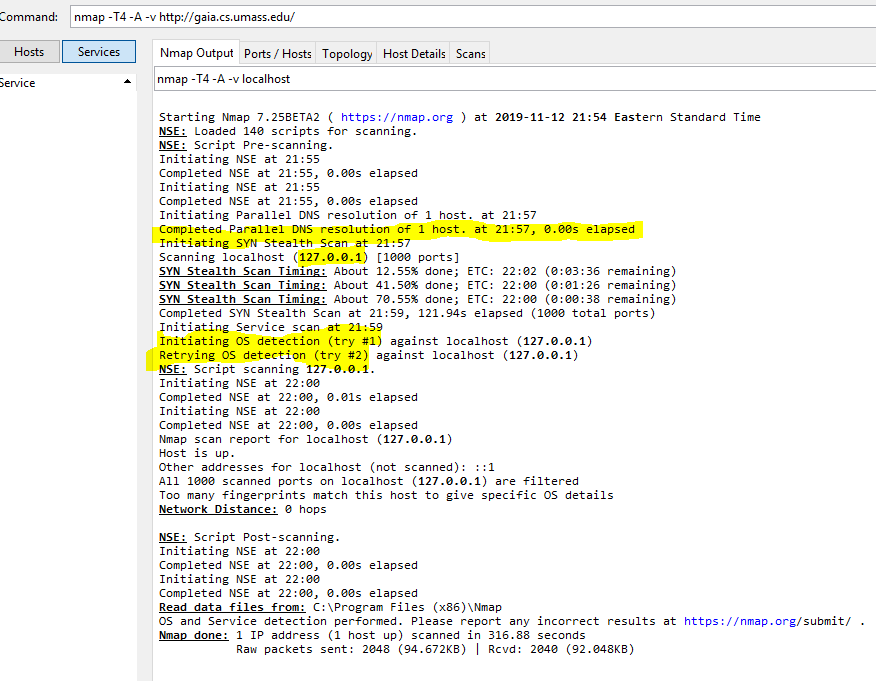 Command: nmap -T4 -A -v http://gaia.cs.umass.edu/
Hosts Services Nmap Output Ports / Hosts Topology Host Details Scans
Service nmap -T4 -A -v localhost
Starting Nmap 7.25BETA2 ( https://nmap.org ) at 2019-11-12 21:54 Eastern Standard Time
NSE: Loaded 140 scripts for scanning.
NSE: Script Pre-scanning.
Initiating NSE at 21:55
Completed NSE at 21:55, 0.00s elapsed
Initiating NSE at 21:55
Completed NSE at 21:55, 0.00s elapsed
Initiating Parallel DNS resolution of 1 host. at 21:57
Completed Parallel DNS resolution of 1 host. at 21:57, 0.00s elapsed
Initiating SYN Stealth Scan at 21:57
Scanning localhost (127.0.0.1) [1000 ports]
SYN Stealth Scan Timing: About 12.55% done; ETC: 22:02 (0:03:36 remaining)
SYN Stealth Scan Timing: About 41.50% done; ETC: 22:00 (0:01:26 remaining)
SYN Stealth Scan Timing: About 70.55% done; ETC: 22:00 (0:00:38 remaining)
Completed SYN Stealth Scan at 21:59, 121.94s elapsed (1000 total ports)
Initiating Service scan at 21:59
Initiating OS detection (try #1) against localhost (127.0.0.1)
Retrying OS detection (try #2) against localhost (127.0.0.1)
NSE: Script scanning 127.0.0.1.
Initiating NSE at 22:00
Completed NSE at 22:00, 0.01s elapsed
Initiating NSE at 22:00
Completed NSE at 22:00, 0.00s elapsed
Nmap scan report for localhost (127.0.0.1)
Host is up.
Other addresses for localhost (not scanned): ::1
All 1000 scanned ports on localhost (127.0.0.1) are filtered
Too many fingerprints match this host to give specific OS details
Network Distance: 0 hops
NSE: Script Post-scanning.
Initiating NSE at 22:00
Completed NSE at 22:00, 0.00s elapsed
Initiating NSE at 22:00
Completed NSE at 22:00, 0.00s elapsed
Read data files from: C:\Program Files (x86)\Nmap
OS and Service detection performed. Please report any incorrect results at https://nmap.org/submit/ .
Nmap done: 1 IP address (1 host up) scanned in 316.88 seconds
Raw packets sent: 2048 (94.672KB) | Rcvd: 2040 (92.048KB)